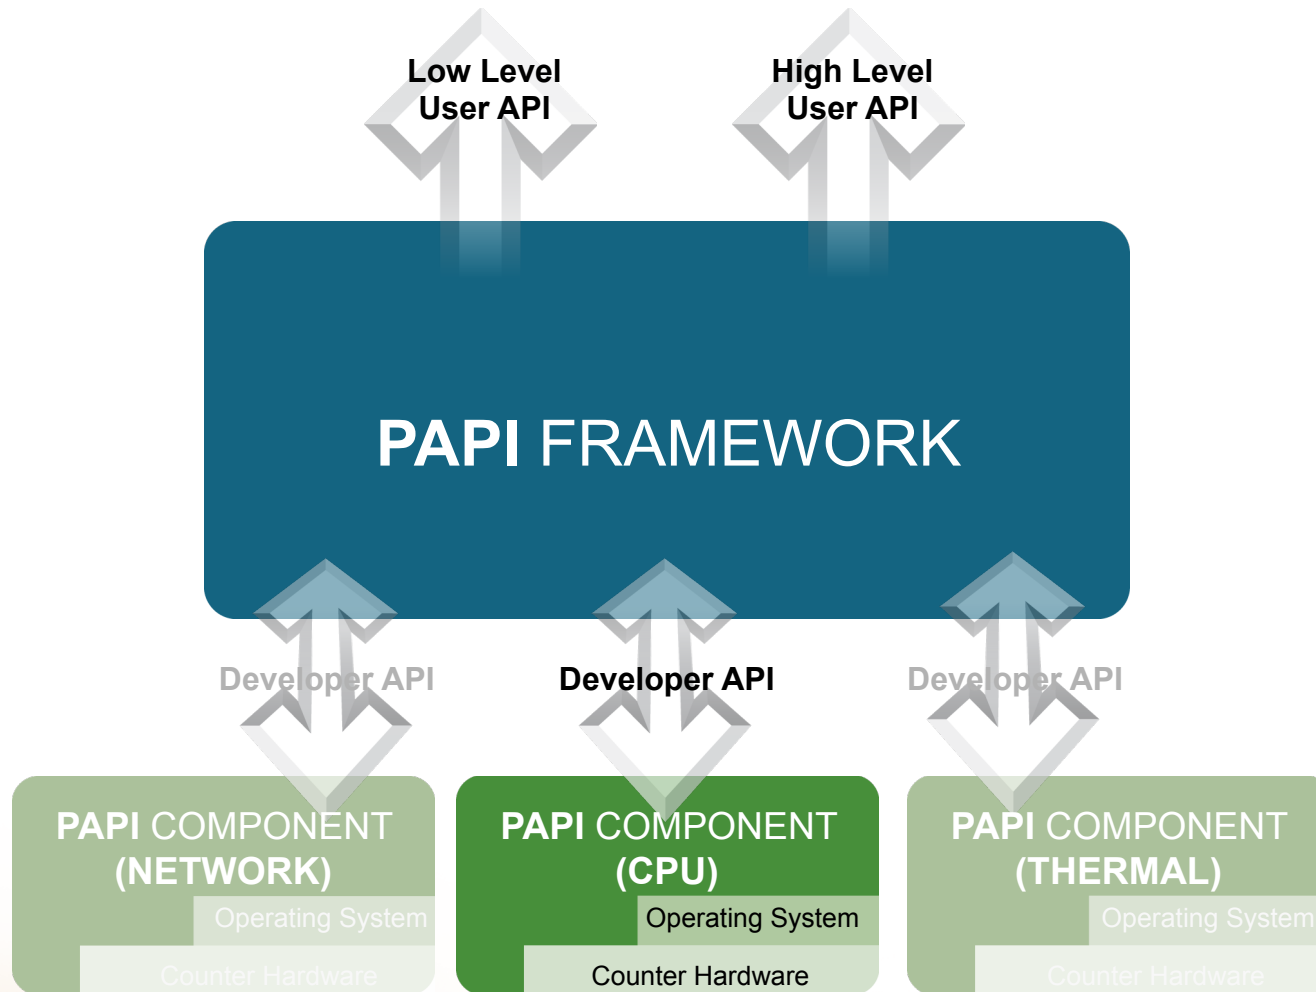 Low Level
User API
High Level
User API
PAPI FRAMEWORK
Developer API
Developer API
Developer API
PAPI COMPONENT
(NETWORK)
Operating System
Counter Hardware
PAPI COMPONENT
(CPU)
Operating System
Counter Hardware
PAPI COMPONENT
(THERMAL)
Operating System
Counter Hardware